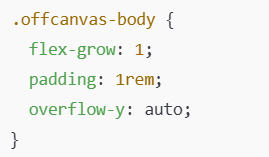 .offcanvas-body {
  flex-grow: 1;
  padding: 1rem;
  overflow-y: auto;
}